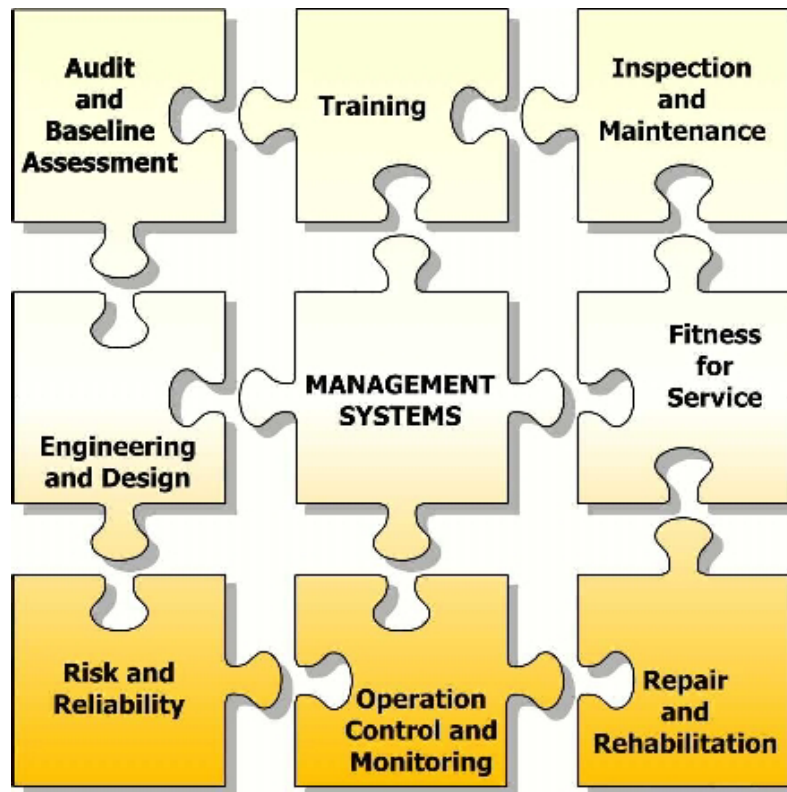 Audit
and
Baseline
Assessment
Training
Inspection
and
Maintenance
Engineering
and Design
MANAGEMENT
SYSTEMS
Fitness
for
Service
Risk and
Reliability
Operation
Control and
Monitoring
Repair
and
Rehabilitation